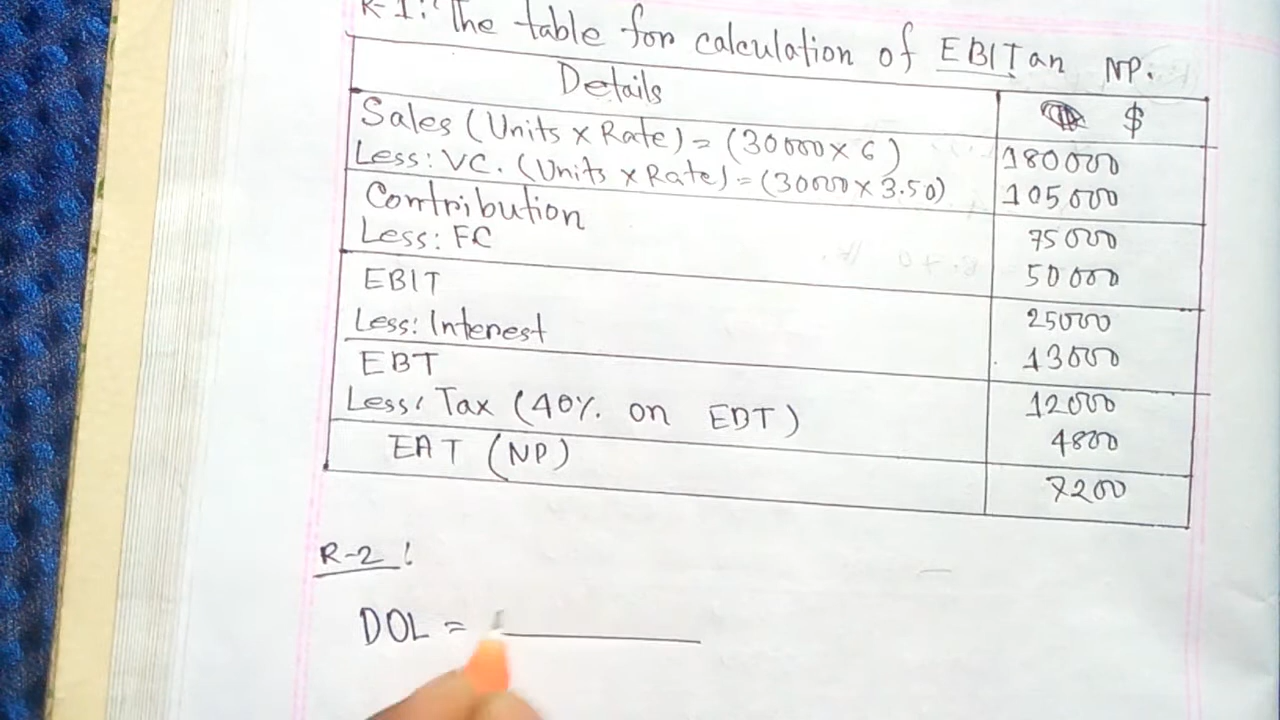 R-1: The table for calculation of EBIT an NP.
Details $
Sales (Units x Rate) = (30000 x 6) 180000
Less: VC. (Units x Rate) = (30000 x 3.50) 105000
Contribution 75000
Less: FC 50000
EBIT 25000
Less: Interest 13000
EBT 12000
Less: Tax (40% on EBT) 4800
EAT (NP) 7200
R-2:
DOL =